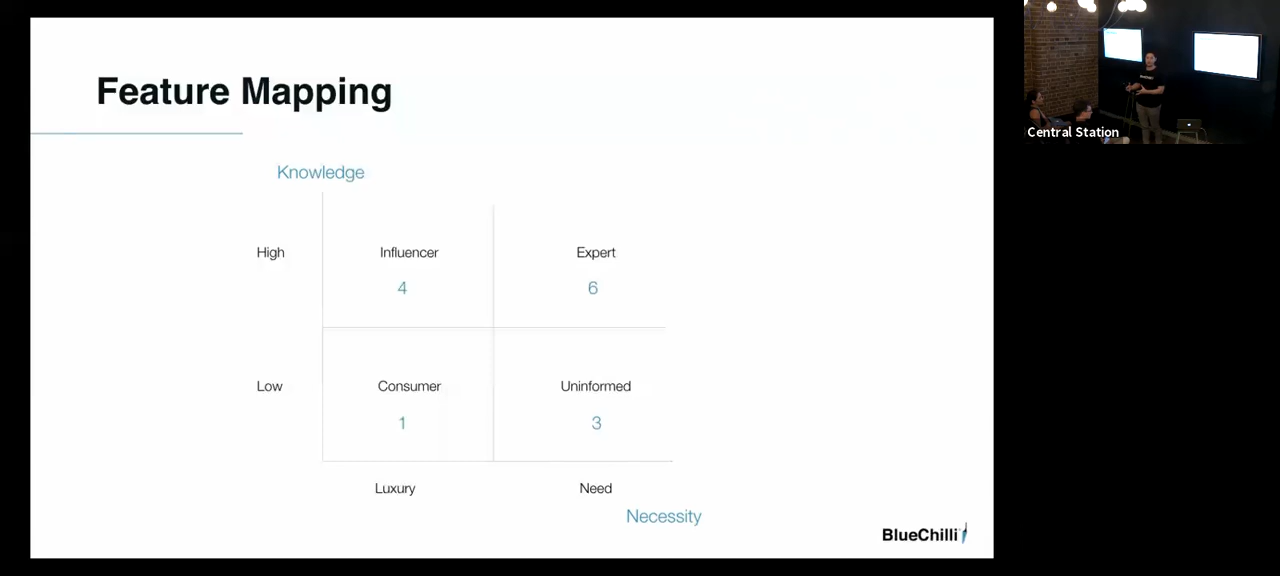 Feature Mapping
Central Station
Knowledge
High
Influencer
Expert
4
6
Low
Consumer
Uninformed
1
3
Luxury
Need
Necessity
BlueChilli